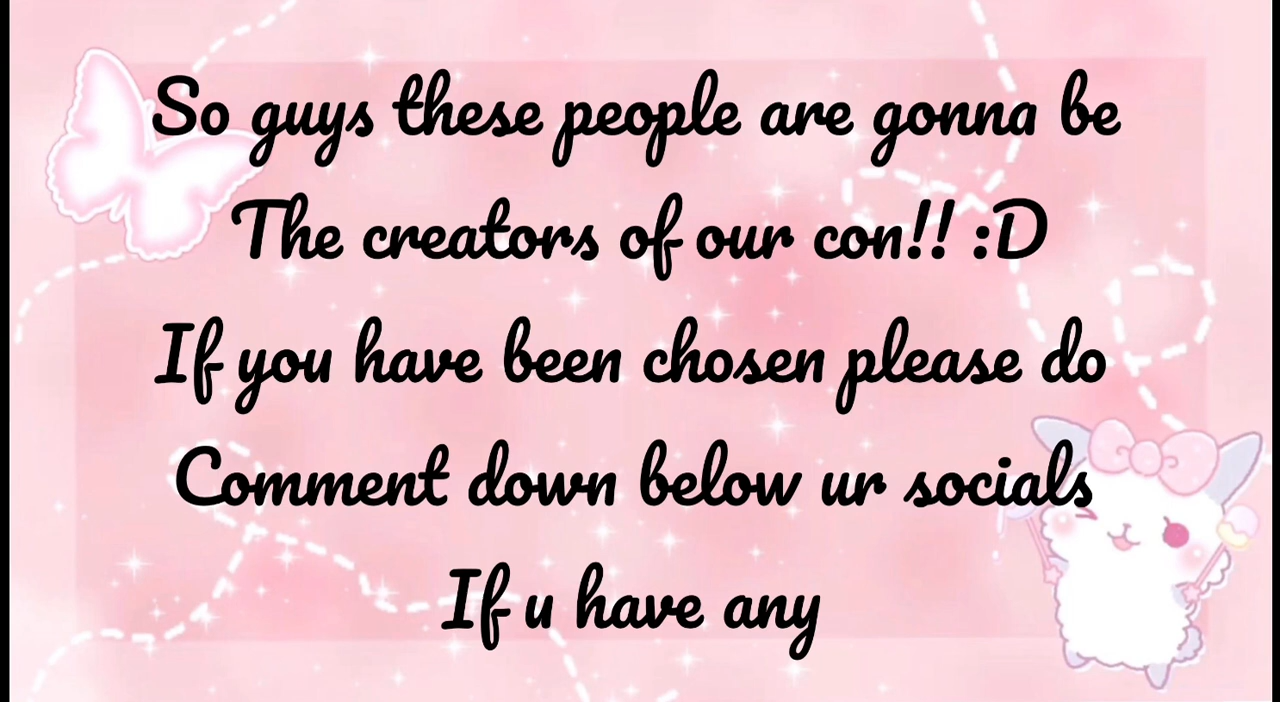 So guys these people are gonna be
The creators of our con!! :D
If you have been chosen please do
Comment down below ur socials
If u have any